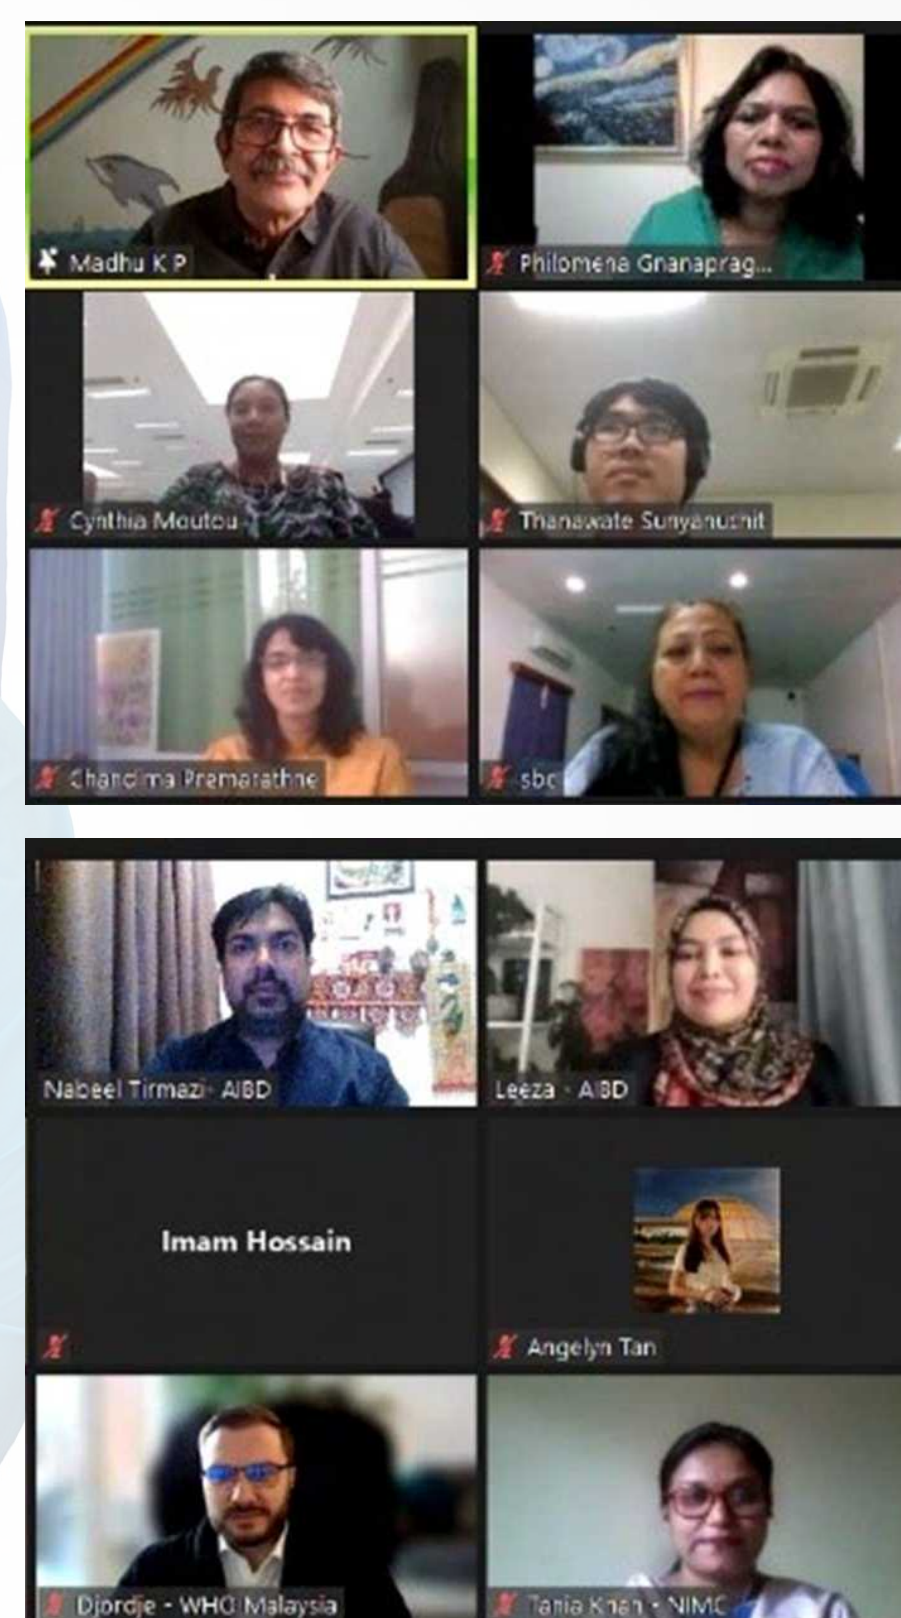 Madhu K P
Philomena Gnanaprag...
Cynthia Moutou
Thanawate Sunyanuchit
Chandima Premarathne
sbc
Nabeel Tirmazi - AIBD
Leeza - AIBD
Imam Hossain
Angelyn Tan
Djordje - WHO Malaysia
Tania Khan - NIMC